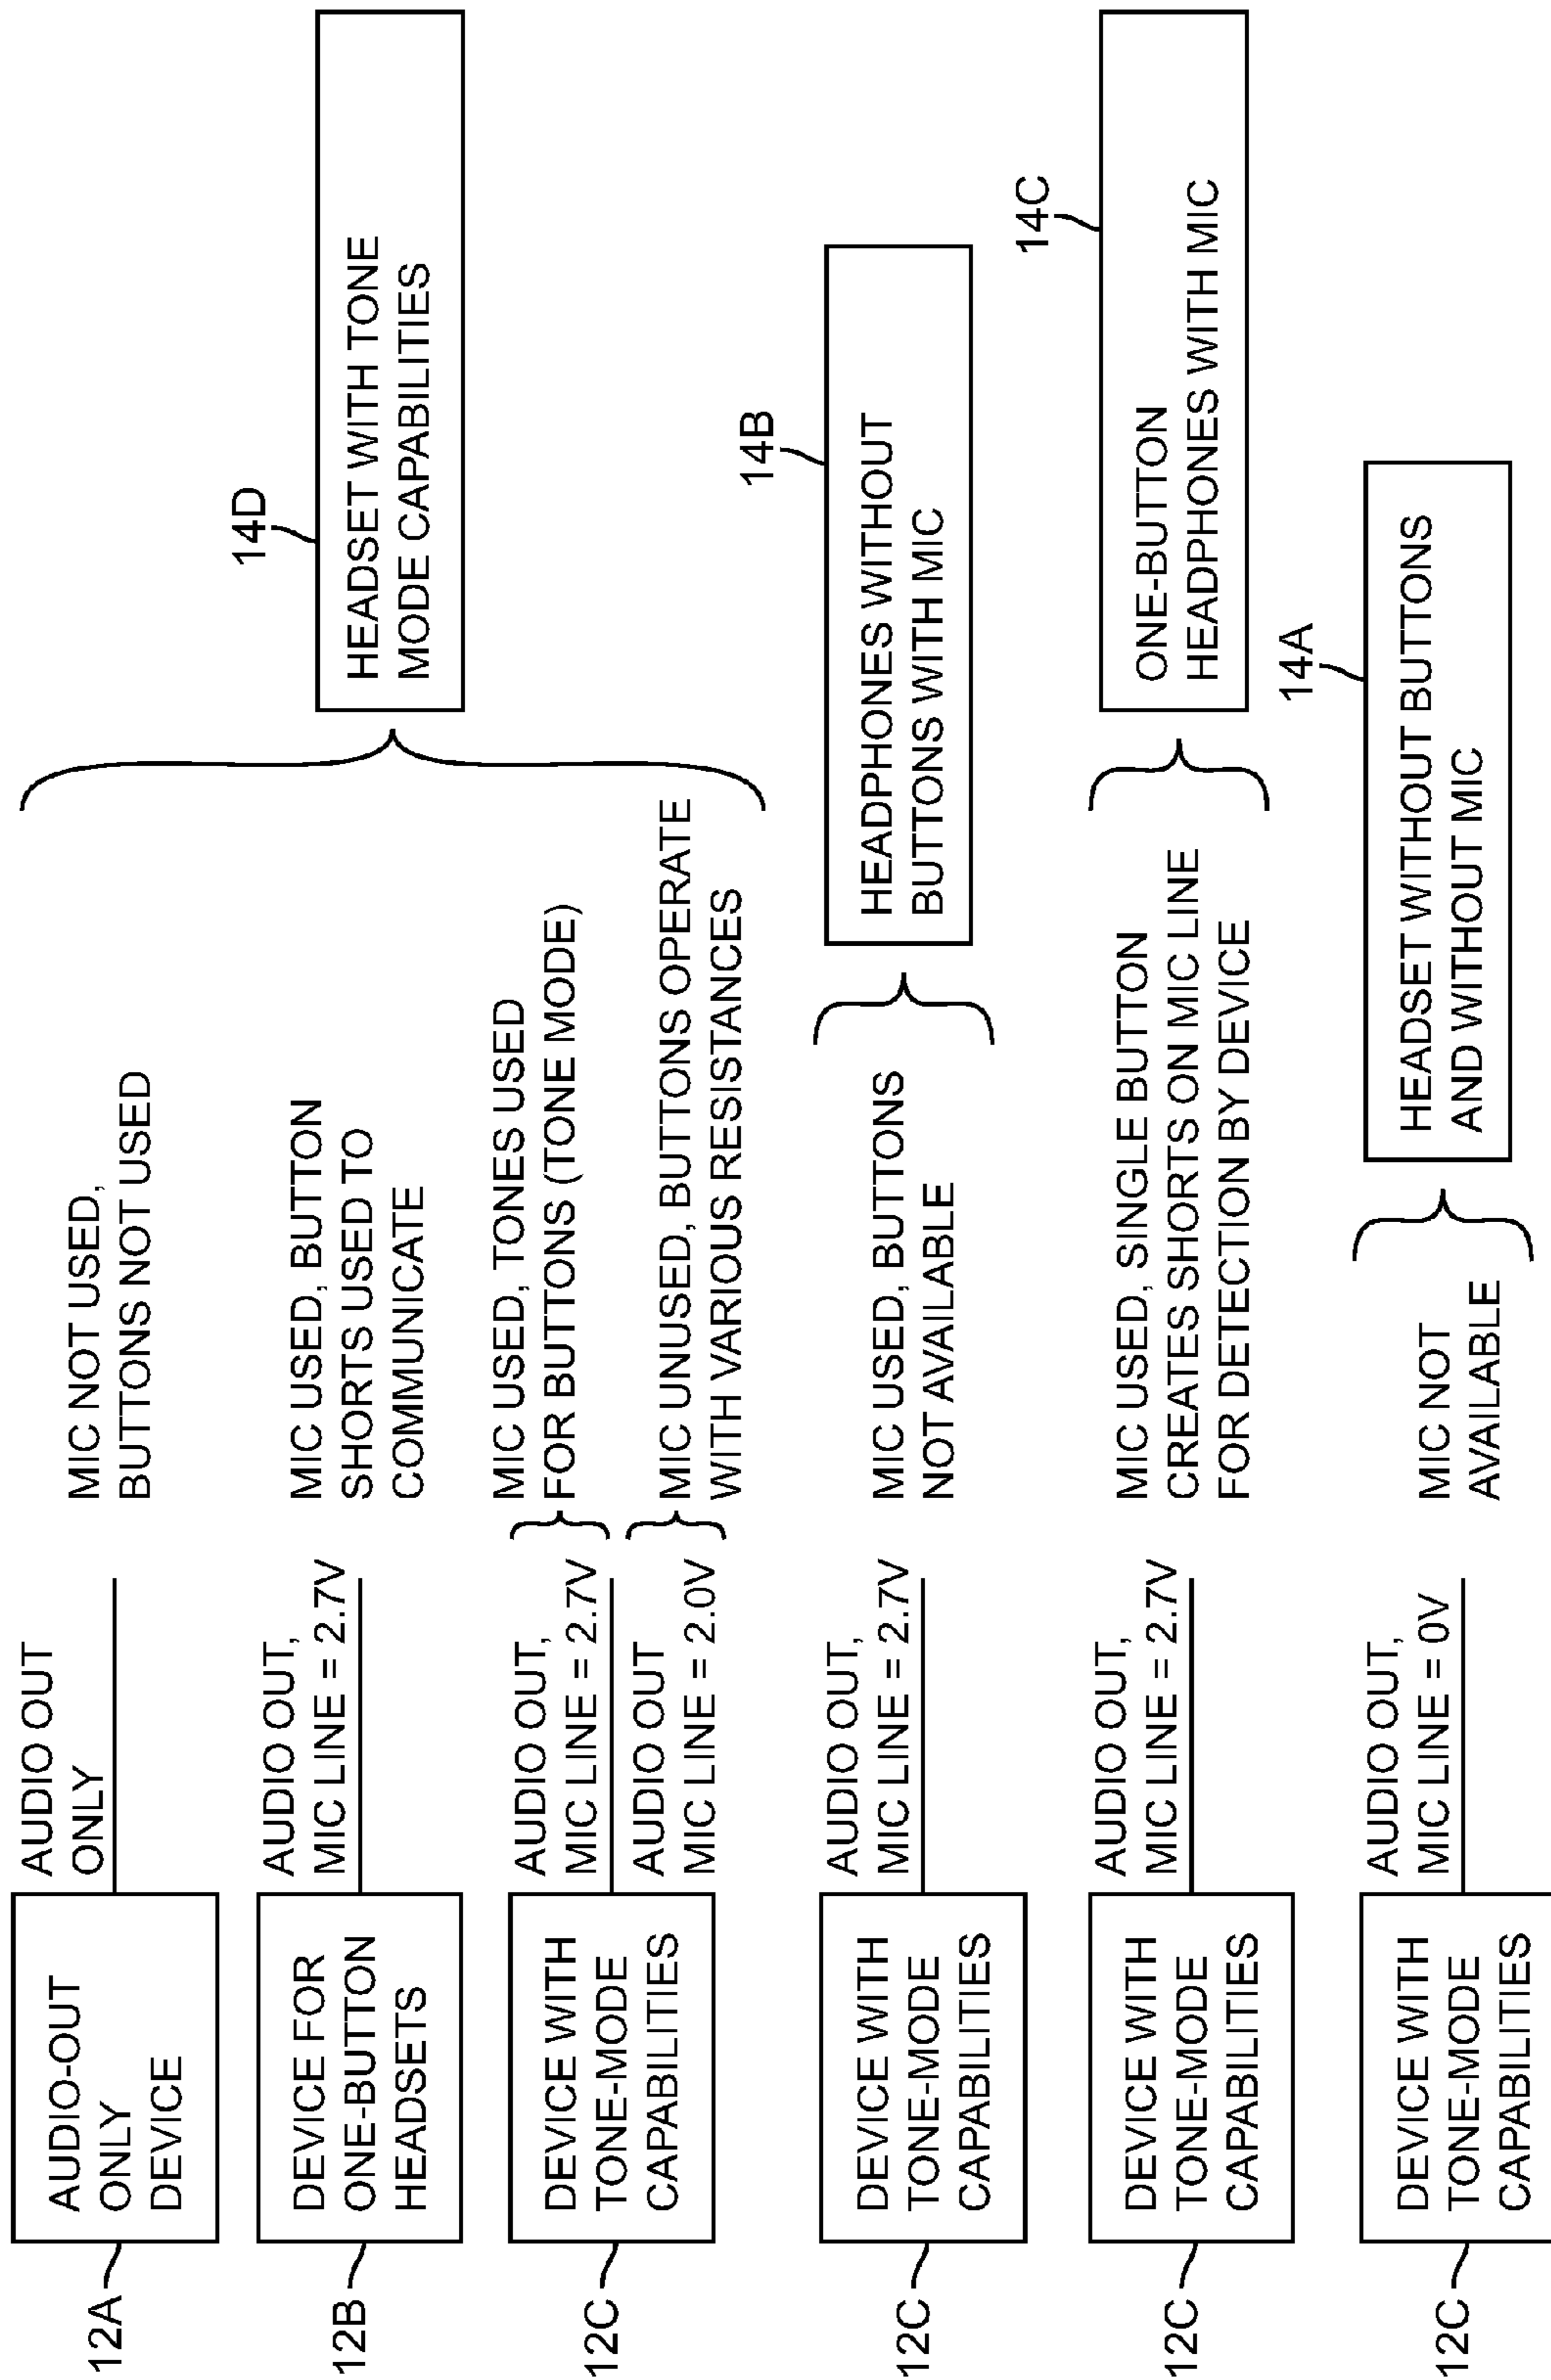 12A
AUDIO-OUT
ONLY
DEVICE
AUDIO OUT
ONLY
MIC NOT USED,
BUTTONS NOT USED
12B
DEVICE FOR
ONE-BUTTON
HEADSETS
AUDIO OUT,
MIC LINE = 2.7V
MIC USED, BUTTON
SHORTS USED TO
COMMUNICATE
12C
DEVICE WITH
TONE-MODE
CAPABILITIES
AUDIO OUT,
MIC LINE = 2.7V
AUDIO OUT
MIC LINE = 2.0V
MIC USED, TONES USED
FOR BUTTONS (TONE MODE)
MIC UNUSED, BUTTONS OPERATE
WITH VARIOUS RESISTANCES
14D
HEADSET WITH TONE
MODE CAPABILITIES
12C
DEVICE WITH
TONE-MODE
CAPABILITIES
AUDIO OUT,
MIC LINE = 2.7V
MIC USED, BUTTONS
NOT AVAILABLE
14B
HEADPHONES WITHOUT
BUTTONS WITH MIC
12C
DEVICE WITH
TONE-MODE
CAPABILITIES
AUDIO OUT,
MIC LINE = 2.7V
MIC USED, SINGLE BUTTON
CREATES SHORTS ON MIC LINE
FOR DETECTION BY DEVICE
14C
ONE-BUTTON
HEADPHONES WITH MIC
12C
DEVICE WITH
TONE-MODE
CAPABILITIES
AUDIO OUT,
MIC LINE = 0V
MIC NOT
AVAILABLE
14A
HEADSET WITHOUT BUTTONS
AND WITHOUT MIC